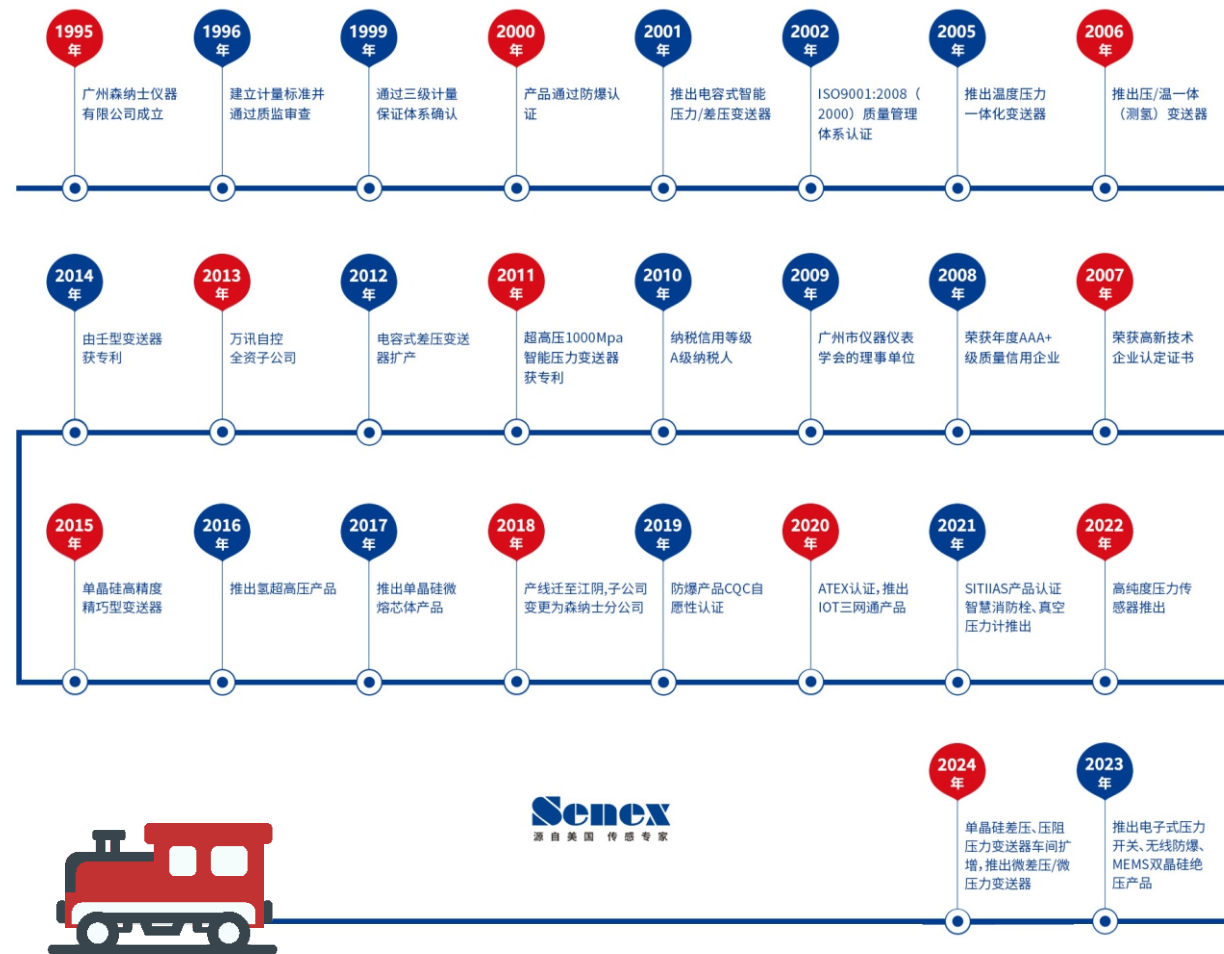 1995
年
广州森纳士仪器
有限公司成立
1996
年
建立计量标准并
通过质监审查
1999
年
通过三级计量
保证体系确认
2000
年
产品通过防爆认
证
2001
年
推出电容式智能
压力/差压变送器
2002
年
ISO9001:2008（
2000）质量管理
体系认证
2005
年
推出温度压力
一体化变送器
2006
年
推出压/温一体
（测氢）变送器
2014
年
由壬型变送器
获专利
2013
年
万讯自控
全资子公司
2012
年
电容式差压变送
器扩产
2011
年
超高压1000Mpa
智能压力变送器
获专利
2010
年
纳税信用等级
A级纳税人
2009
年
广州市仪器仪表
学会的理事单位
2008
年
荣获年度AAA+
级质量信用企业
2007
年
荣获高新技术
企业认定证书
2015
年
单晶硅高精度
精巧型变送器
2016
年
推出氢超高压产品
2017
年
推出单晶硅微
熔芯体产品
2018
年
产线迁至江阴,子公司
变更为森纳士分公司
2019
年
防爆产品CQC自
愿性认证
2020
年
ATEX认证,推出
IOT三网通产品
2021
年
SITIIAS产品认证
智慧消防栓、真空
压力计推出
2022
年
高纯度压力传
感器推出
2024
年
单晶硅差压、压阻
压力变送器车间扩
增,推出微差压/微
压力变送器
2023
年
推出电子式压力
开关、无线防爆、
MEMS双晶硅绝
压产品
Senex
源自美国 传感专家